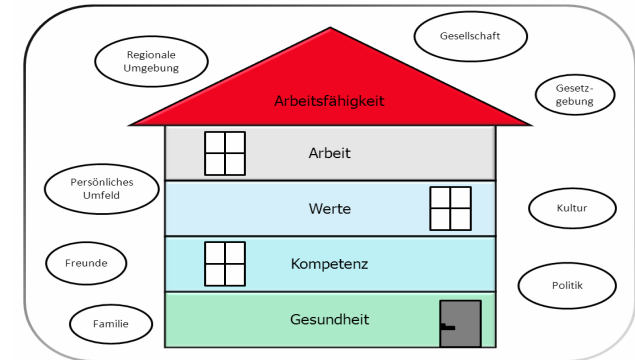 Gesellschaft
Regionale
Umgebung
Gesetz-
gebung
Arbeitsfähigkeit
Arbeit
Persönliches
Umfeld
Werte
Kultur
Freunde
Kompetenz
Politik
Familie
Gesundheit